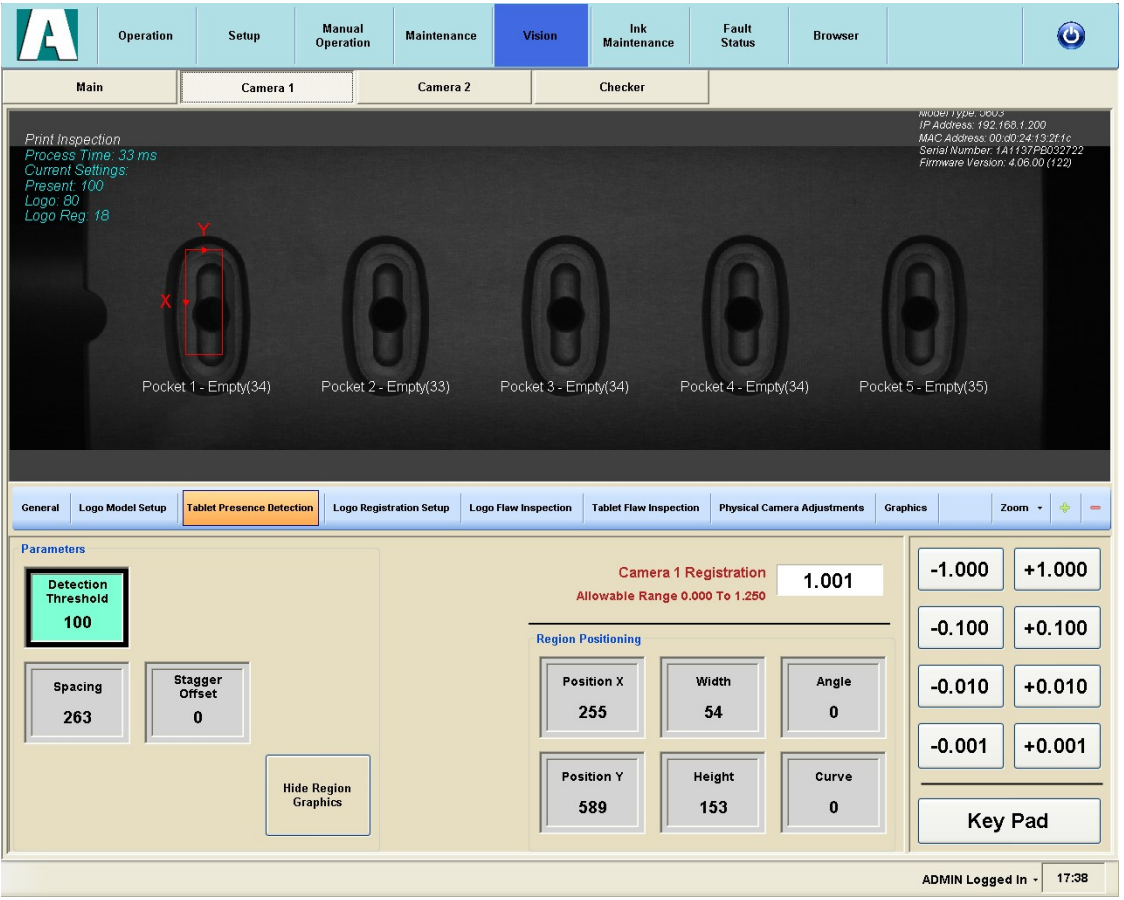 A
Operation
Setup
Manual
Operation
Maintenance
Vision
Ink
Maintenance
Fault
Status
Browser
Main
Camera 1
Camera 2
Checker
Print Inspection
Process Time: 33 ms
Current Settings:
Present: 100
Logo: 80
Logo Reg: 18
Model Type: 5603
IP Address: 192.168.1.200
MAC Address: 00:d0:24:13:2f:1c
Serial Number: 1A1137PB032722
Firmware Version: 4.06.00 (122)
Y
X
Pocket 1 - Empty(34)
Pocket 2 - Empty(33)
Pocket 3 - Empty(34)
Pocket 4 - Empty(34)
Pocket 5 - Empty(35)
General
Logo Model Setup
Tablet Presence Detection
Logo Registration Setup
Logo Flaw Inspection
Tablet Flaw Inspection
Physical Camera Adjustments
Graphics
Zoom
Parameters
Detection
Threshold
100
Spacing
263
Stagger
Offset
0
Hide Region
Graphics
Camera 1 Registration
Allowable Range 0.000 To 1.250
1.001
Region Positioning
Position X
255
Width
54
Angle
0
Position Y
589
Height
153
Curve
0
-1.000
+1.000
-0.100
+0.100
-0.010
+0.010
-0.001
+0.001
Key Pad
ADMIN Logged In
17:38